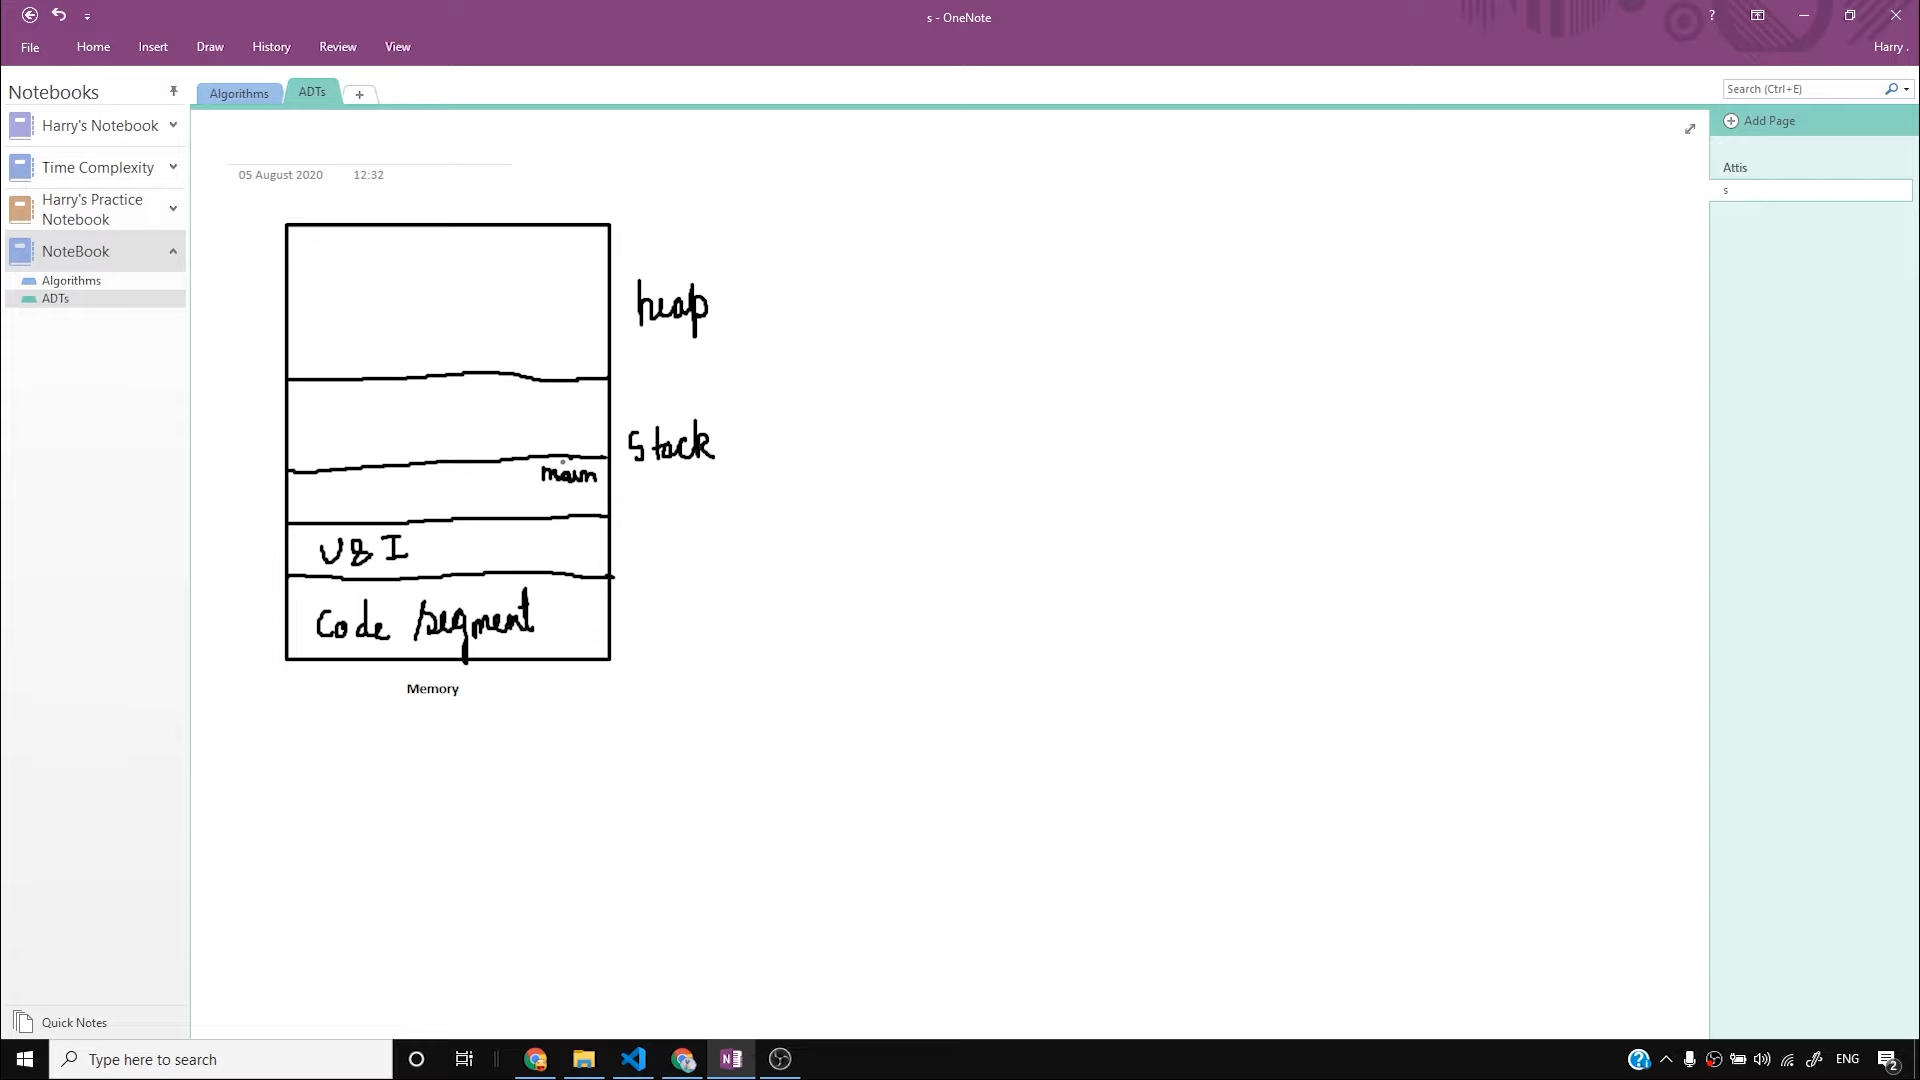 s - OneNote
?
File
Home
Insert
Draw
History
Review
View
Harry .
Notebooks
Harry's Notebook
Time Complexity
Harry's Practice
Notebook
NoteBook
Algorithms
ADTs
Algorithms
ADTs
+
Search (Ctrl+E)
Add Page
Attis
s
05 August 2020 12:32
heap
stack
main
U & I
Code segment
Memory
Quick Notes
Type here to search
ENG
2